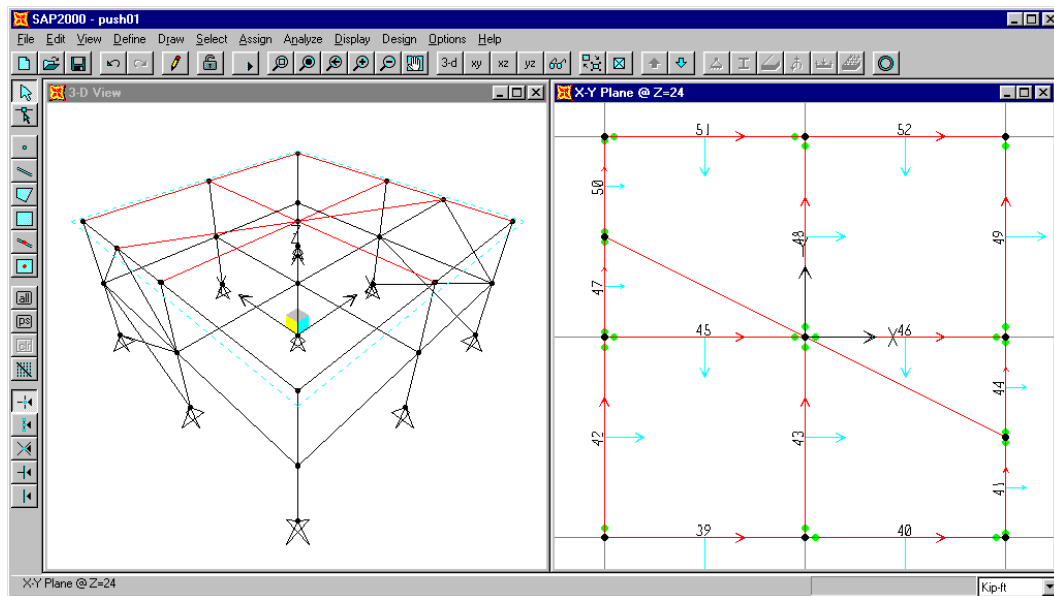 SAP2000 - push01
File Edit View Define Draw Select Assign Analyze Display Design Options Help
3-d xy xz yz
3-D View
X-Y Plane @ Z=24
all
ps
clr
Z
51 52
50
48 49
47
45 46 X
44
42 43
41
39 40
X-Y Plane @ Z=24
Kip-ft